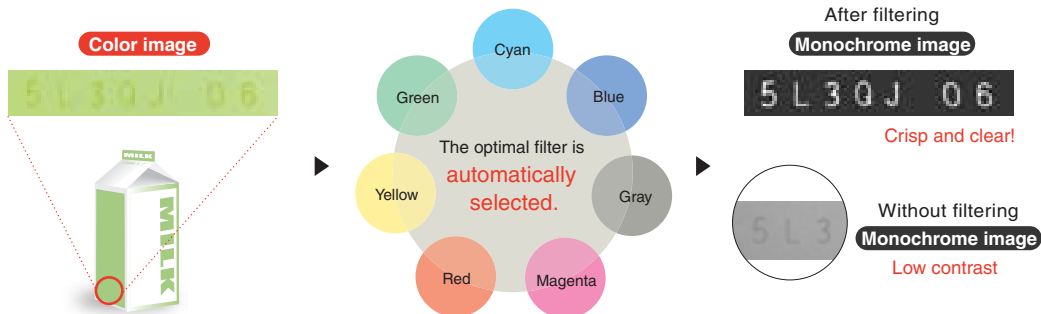 Color image
5 L 3 Q J 0 6
MILK
MILK
Cyan
Green
Blue
The optimal filter is
automatically
selected.
Yellow
Gray
Red
Magenta
After filtering
Monochrome image
5 L 3 Q J 0 6
Crisp and clear!
5 L 3
Without filtering
Monochrome image
Low contrast